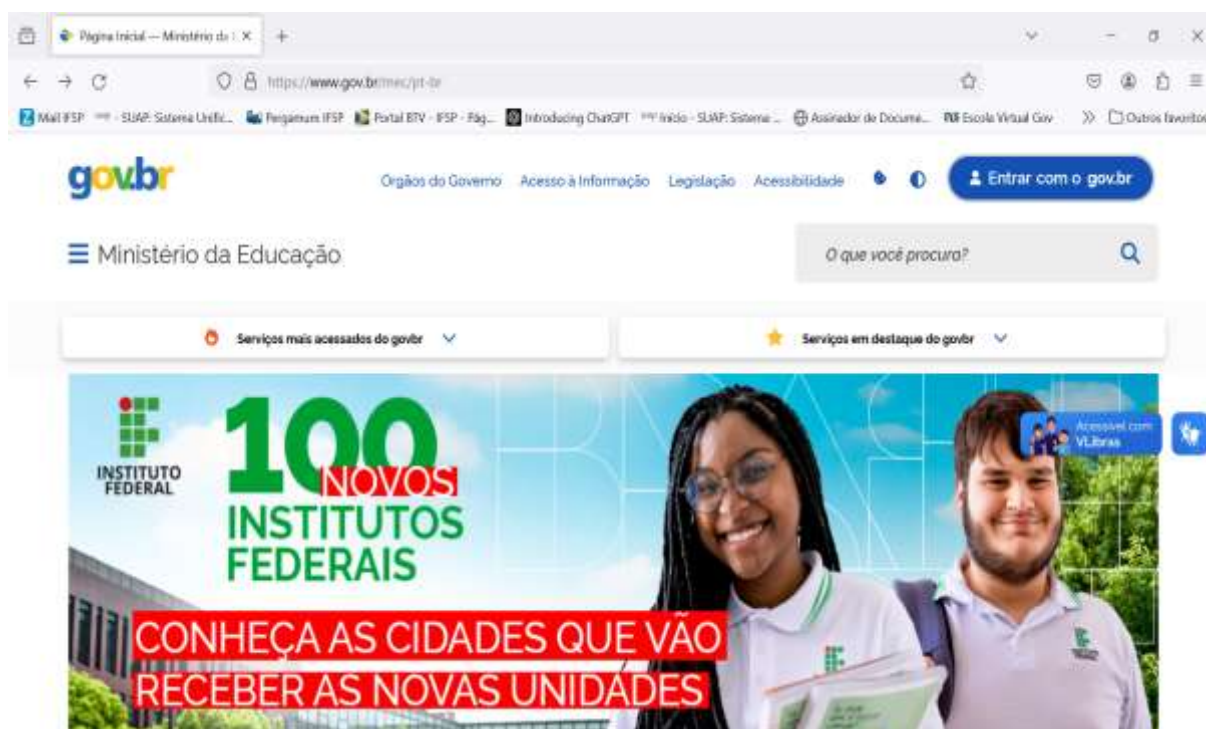 Página Inicial — Ministério da
https://www.gov.br/mec/pt-br
Mail IFSP
SUAP: Sistema Unific...
Pergamum IFSP
Portal BTV - IFSP - Pág...
Introducing ChatGPT
Início - SUAP: Sistema ...
Assinador de Docume...
Escola Virtual Gov
Outros favoritos
gov.br
Orgãos do Governo Acesso à Informação Legislação Acessibilidade
Entrar com o gov.br
Ministério da Educação
O que você procura?
Serviços mais acessados do govbr
Serviços em destaque do govbr
INSTITUTO
FEDERAL
100
NOVOS
INSTITUTOS
FEDERAIS
Acessível com
VLibras
CONHEÇA AS CIDADES QUE VÃO
RECEBER AS NOVAS UNIDADES